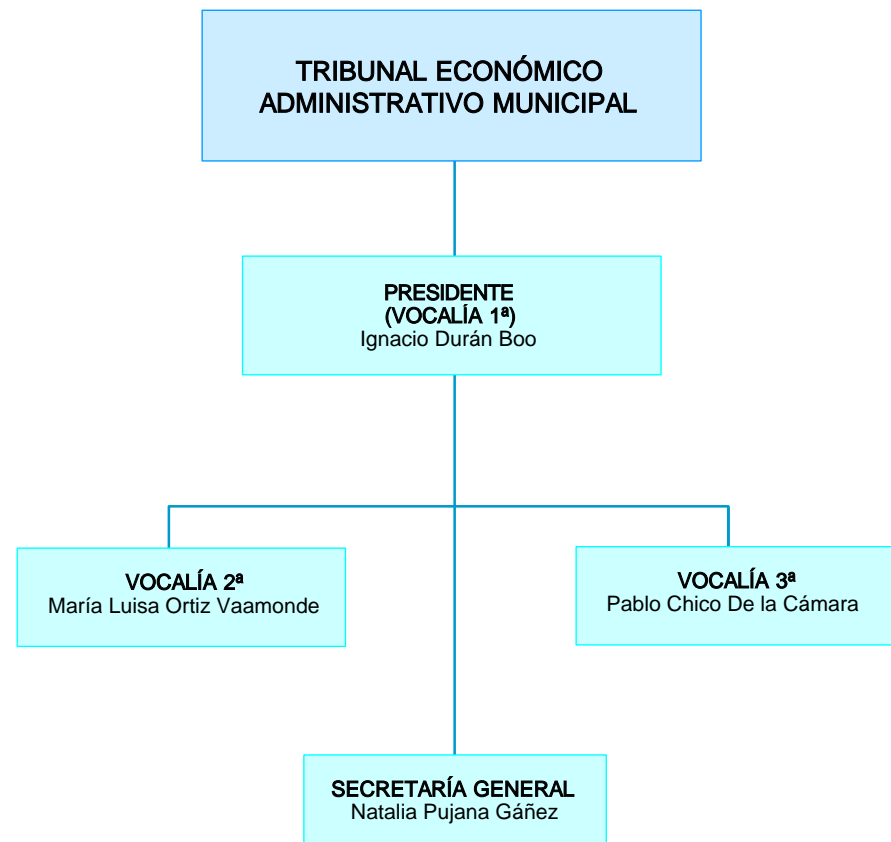 TRIBUNAL ECONÓMICO
ADMINISTRATIVO MUNICIPAL
PRESIDENTE
(VOCALÍA 1ª)
Ignacio Durán Boo
VOCALÍA 2ª
María Luisa Ortiz Vaamonde
VOCALÍA 3ª
Pablo Chico De la Cámara
SECRETARÍA GENERAL
Natalia Pujana Gáñez